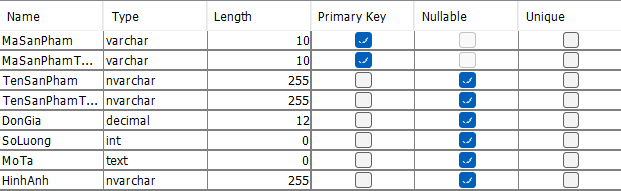 Name Type Length Primary Key Nullable Unique
MaSanPham varchar 10
MaSanPhamT... varchar 10
TenSanPham nvarchar 255
TenSanPhamT... nvarchar 255
DonGia decimal 12
SoLuong int 0
MoTa text 0
HinhAnh nvarchar 255